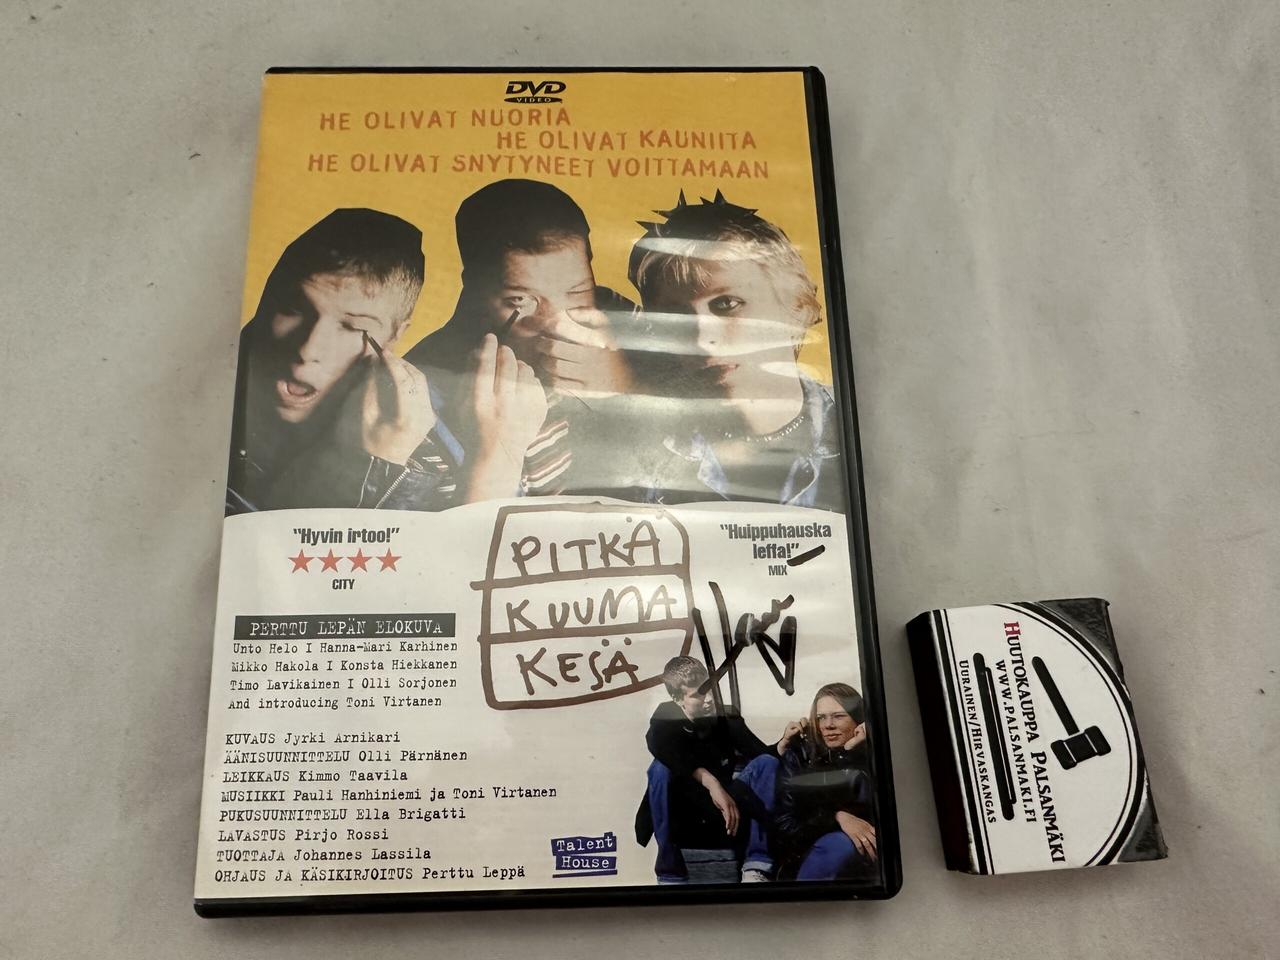 DVD
VIDEO
HE OLIVAT NUORIA
HE OLIVAT KAUNIITA
HE OLIVAT SNYTYNEET VOITTAMAAN
"Hyvin irtoo!"
CITY
"Huippuhauska
leffa!"
MIX
PITKÄ
KUUMA
KESÄ
PERTTU LEPÄN ELOKUVA
Unto Helo I Hanna-Mari Karhinen
Mikko Hakola I Konsta Hiekkanen
Timo Lavikainen I Olli Sorjonen
And introducing Toni Virtanen
KUVAUS Jyrki Arnikari
ÄÄNISUUNNITTELU Olli Pärnänen
LEIKKAUS Kimmo Taavila
MUSIIKKI Pauli Hanhiniemi ja Toni Virtanen
PUKUSUUNNITTELU Ella Brigatti
LAVASTUS Pirjo Rossi
TUOTTAJA Johannes Lassila
OHJAUS JA KÄSIKIRJOITUS Perttu Leppä
Talent
House
HUUTOKAUPPA PALSANMÄKI
WWW.PALSANMAKI.FI
UURAINEN/HIRVASKANGAS